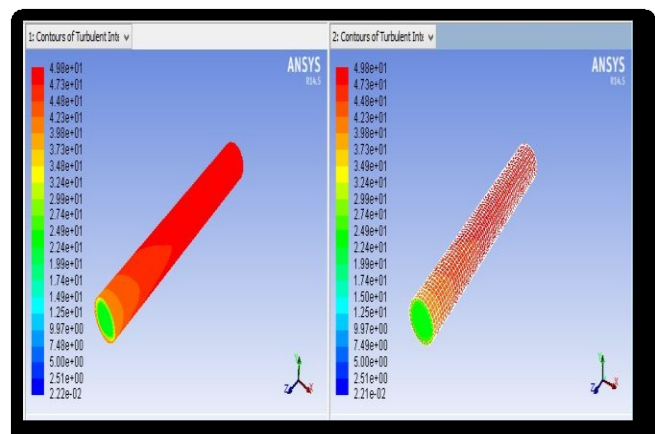 1: Contours of Turbulent Inte
ANSYS
R14.5
4.98e+01
4.73e+01
4.48e+01
4.23e+01
3.98e+01
3.73e+01
3.48e+01
3.24e+01
2.99e+01
2.74e+01
2.49e+01
2.24e+01
1.99e+01
1.74e+01
1.49e+01
1.25e+01
9.97e+00
7.48e+00
5.00e+00
2.51e+00
2.22e-02
Y
Z
X
2: Contours of Turbulent Inte
ANSYS
R14.5
4.98e+01
4.73e+01
4.48e+01
4.23e+01
3.98e+01
3.73e+01
3.49e+01
3.24e+01
2.99e+01
2.74e+01
2.49e+01
2.24e+01
1.99e+01
1.74e+01
1.49e+01
1.25e+01
9.97e+00
7.48e+00
5.00e+00
2.51e+00
2.21e-02
Y
Z
X